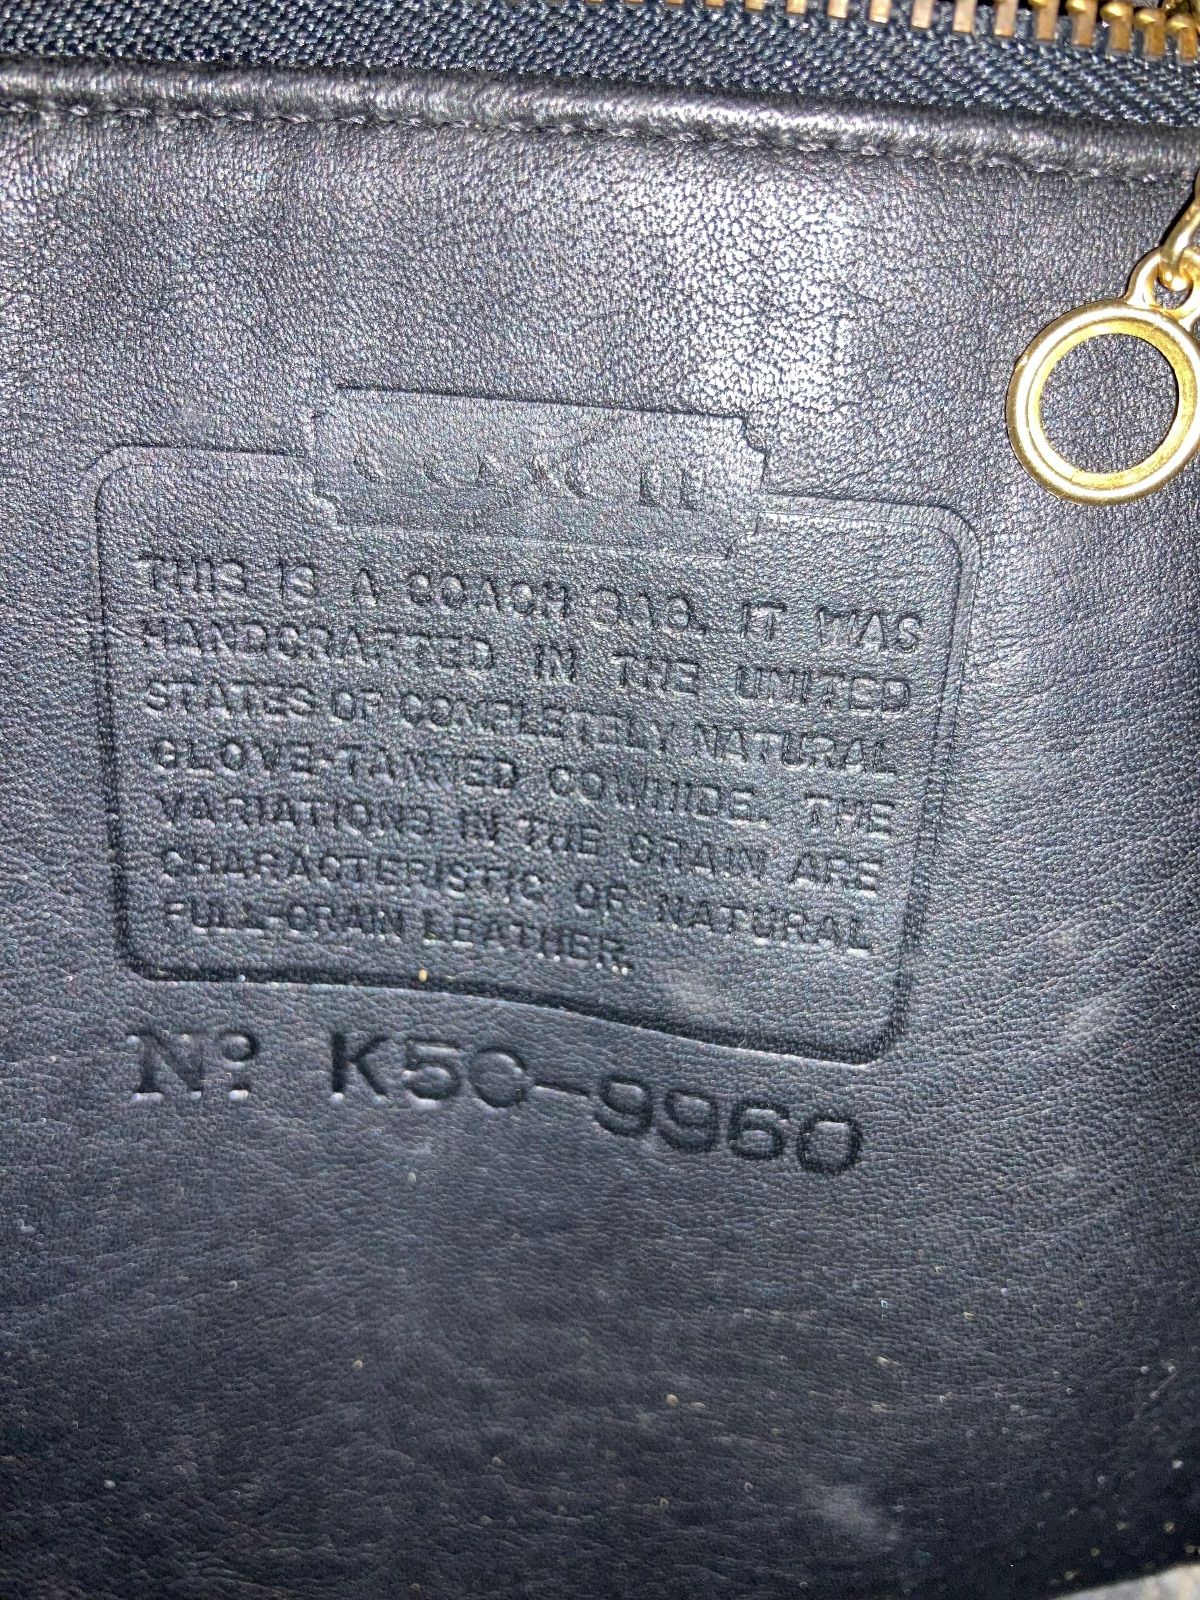 COACH
THIS IS A COACH BAG. IT WAS
HANDCRAFTED IN THE UNITED
STATES OF COMPLETELY NATURAL
GLOVE-TANNED COWHIDE. THE
VARIATIONS IN THE GRAIN ARE
CHARACTERISTIC OF NATURAL
FULL-GRAIN LEATHER.
Nº K5C-9960